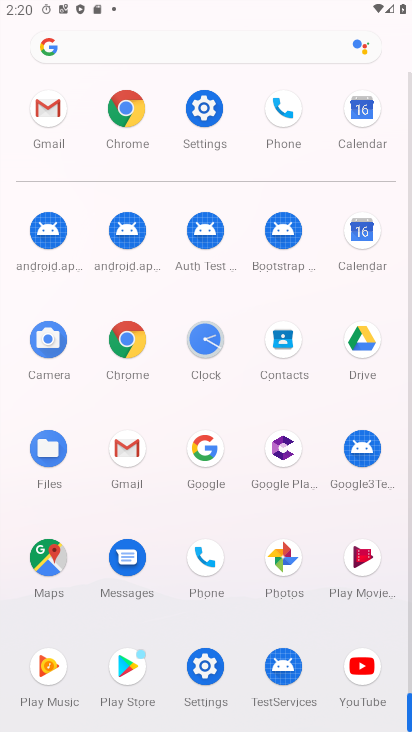 2:20
Gmail Chrome Settings Phone Calendar
android.ap... android.ap... Auth Test ... Bootstrap ... Calendar
Camera Chrome Clock Contacts Drive
Files Gmail Google Google Pla... Google3Te...
Maps Messages Phone Photos Play Movie...
Play Music Play Store Settings TestServices YouTube